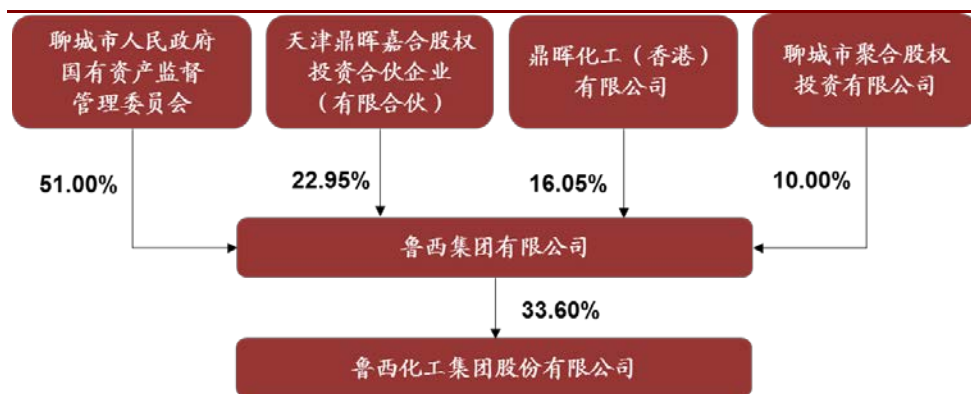 聊城市人民政府
国有资产监督
管理委员会
天津鼎晖嘉合股权
投资合伙企业
（有限合伙）
鼎晖化工（香港）
有限公司
聊城市聚合股权
投资有限公司
51.00%
22.95%
16.05%
10.00%
鲁西集团有限公司
33.60%
鲁西化工集团股份有限公司